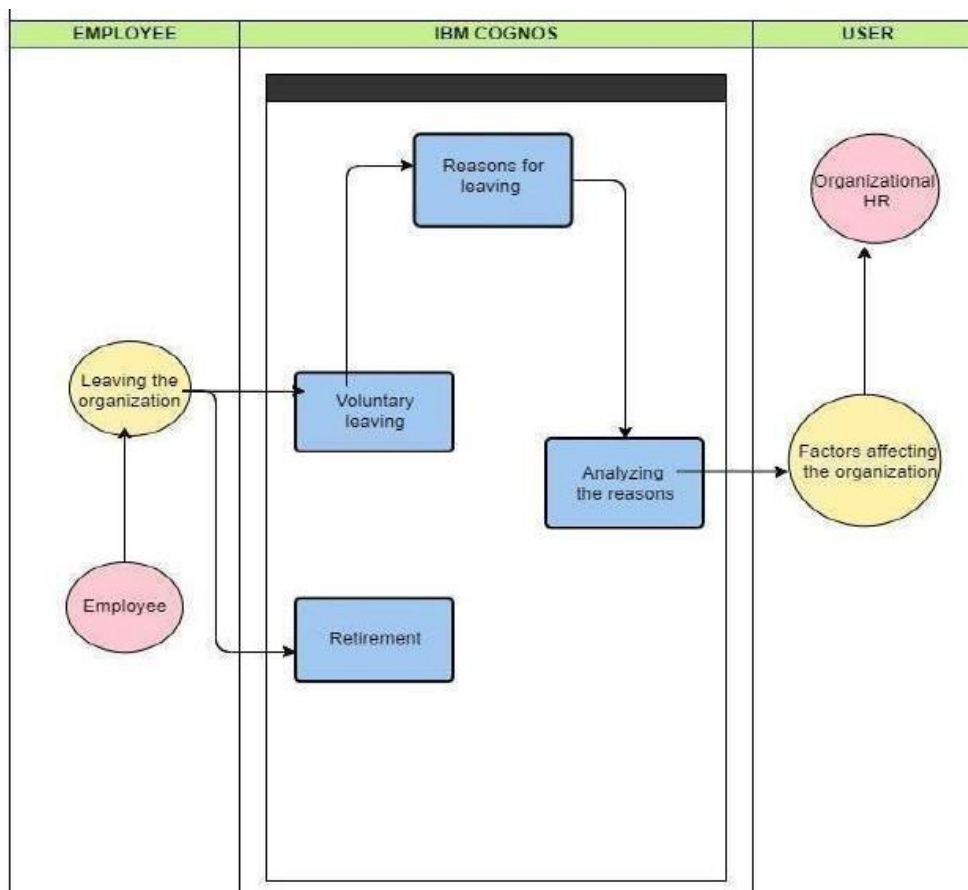 EMPLOYEE
IBM COGNOS
USER
Reasons for
leaving
Organizational
HR
Leaving the
organization
Voluntary
leaving
Factors affecting
the organization
Analyzing
the reasons
Employee
Retirement